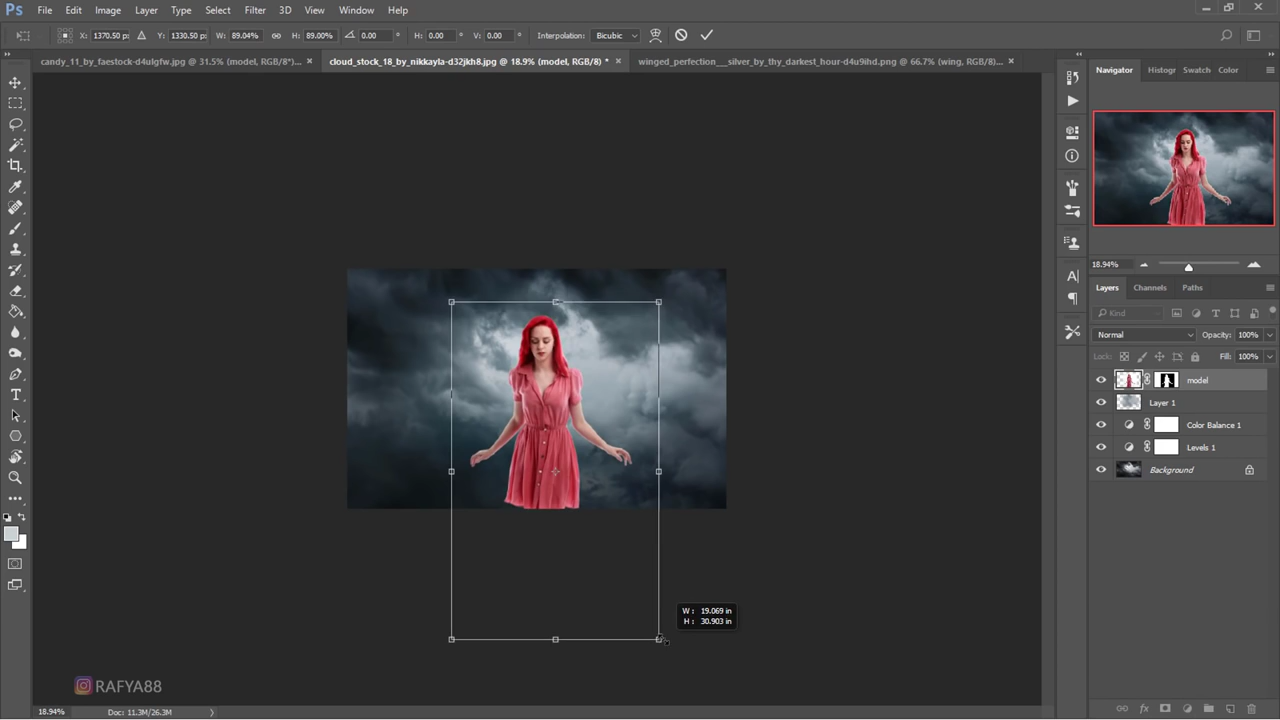 Ps File Edit Image Layer Type Select Filter 3D View Window Help
X: 1370.50 px Y: 1330.50 px W: 89.04% H: 89.00% 0.00 ° H: 0.00 ° V: 0.00 ° Interpolation: Bicubic
candy_11_by_faestock-d4ulgfw.jpg @ 31.5% (model, RGB/8*)... × cloud_stock_18_by_nikkayla-d32jkh8.jpg @ 18.9% (model, RGB/8) * × winged_perfection___silver_by_thy_darkest_hour-d4u9ihd.png @ 66.7% (wing, RGB/8)... ×
Navigator Histogr Swatch Color
18.94%
Layers Channels Paths
Kind
Normal Opacity: 100%
Lock: Fill: 100%
model
Layer 1
Color Balance 1
Levels 1
Background
W: 19.069 in
H: 30.903 in
RAFYA88
18.94% Doc: 11.3M/26.3M